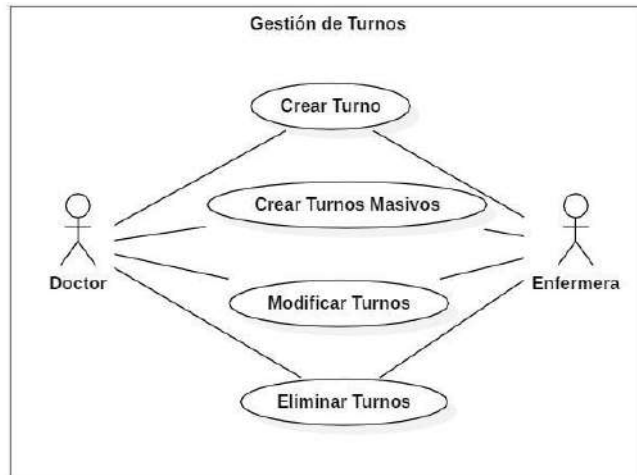 Gestión de Turnos
Crear Turno
Crear Turnos Masivos
Doctor
Enfermera
Modificar Turnos
Eliminar Turnos